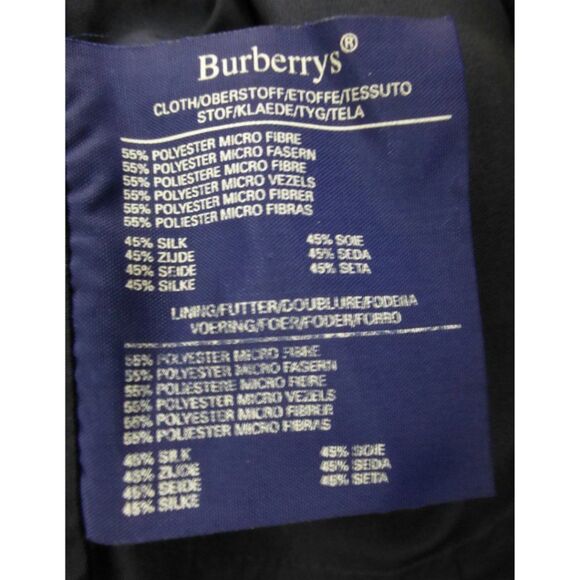 Burberrys®
CLOTH/OBERSTOFF/ETOFFE/TESSUTO
STOF/KLAEDE/TYG/TELA
55% POLYESTER MICRO FIBRE
55% POLYESTER MICRO FASERN
55% POLIESTERE MICRO FIBRE
55% POLYESTER MICRO VEZELS
55% POLYESTER MICRO FIBRER
55% POLIESTER MICRO FIBRAS
45% SILK 45% SOIE
45% ZIJDE 45% SEDA
45% SEIDE 45% SETA
45% SILKE
LINING/FUTTER/DOUBLURE/FODERA
VOERING/FOER/FODER/FORRO
55% POLYESTER MICRO FIBRE
55% POLYESTER MICRO FASERN
55% POLIESTERE MICRO FIBRE
55% POLYESTER MICRO VEZELS
55% POLYESTER MICRO FIBRER
55% POLIESTER MICRO FIBRAS
45% SILK 45% SOIE
45% ZIJDE 45% SEDA
45% SEIDE 45% SETA
45% SILKE